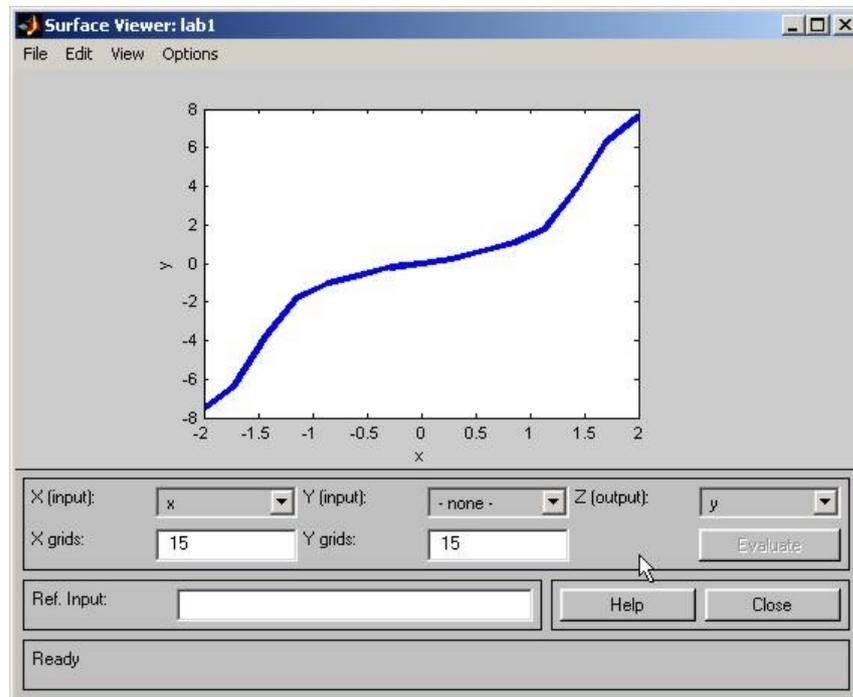 Surface Viewer: lab1
File Edit View Options
8
6
4
2
0
-2
-4
-6
-8
y
-2 -1.5 -1 -0.5 0 0.5 1 1.5 2
x
X (input): x Y (input): - none - Z (output): y
X grids: 15 Y grids: 15 Evaluate
Ref. Input: Help Close
Ready